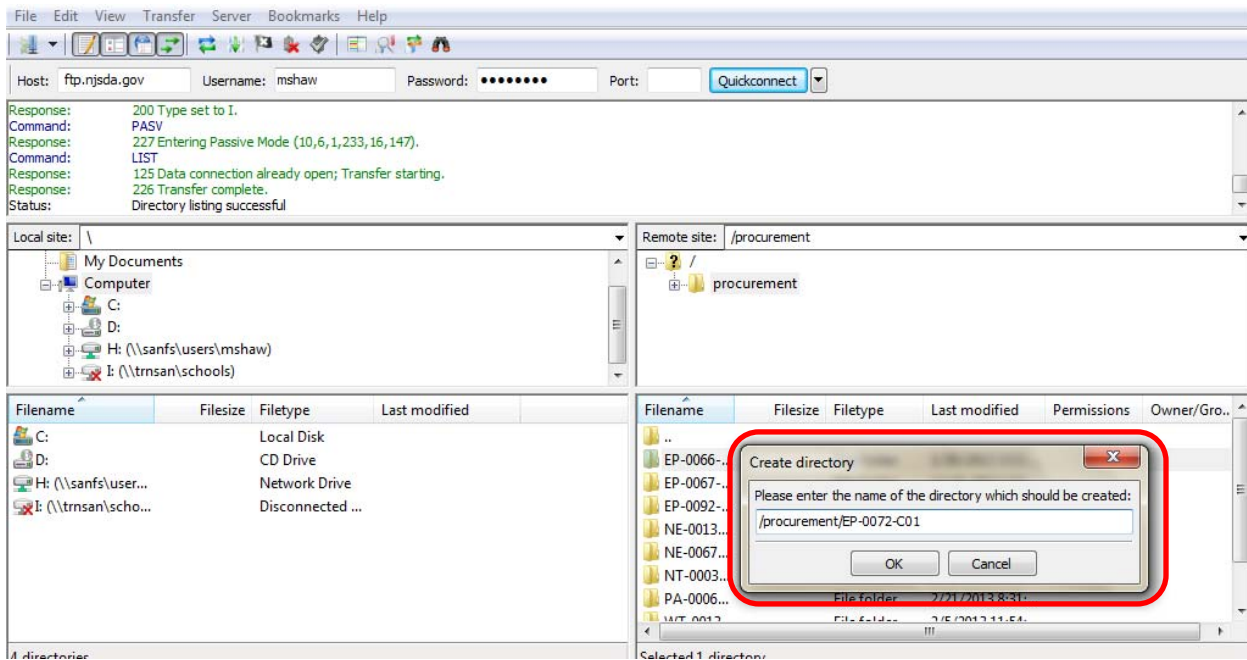 File Edit View Transfer Server Bookmarks Help
Host: ftp.njsda.gov Username: mshaw Password: •••••••• Port: Quickconnect
Response: 200 Type set to I.
Command: PASV
Response: 227 Entering Passive Mode (10,6,1,233,16,147).
Command: LIST
Response: 125 Data connection already open; Transfer starting.
Response: 226 Transfer complete.
Status: Directory listing successful
Local site: \
My Documents
Computer
C:
D:
H: (\\sanfs\users\mshaw)
I: (\\trnsan\schools)
Remote site: /procurement
/
procurement
Filename Filesize Filetype Last modified
C: Local Disk
D: CD Drive
H: (\\sanfs\user... Network Drive
I: (\\trnsan\scho... Disconnected ...
4 directories
Filename Filesize Filetype Last modified Permissions Owner/Gro..
..
EP-0066-..
EP-0067-..
EP-0092-..
NE-0013...
NE-0067...
NT-0003...
PA-0006... File folder 2/21/2013 8:31:
WT-0012 File folder 2/5/2013 11:54:
Create directory
Please enter the name of the directory which should be created:
/procurement/EP-0072-C01
OK Cancel
Selected 1 directory